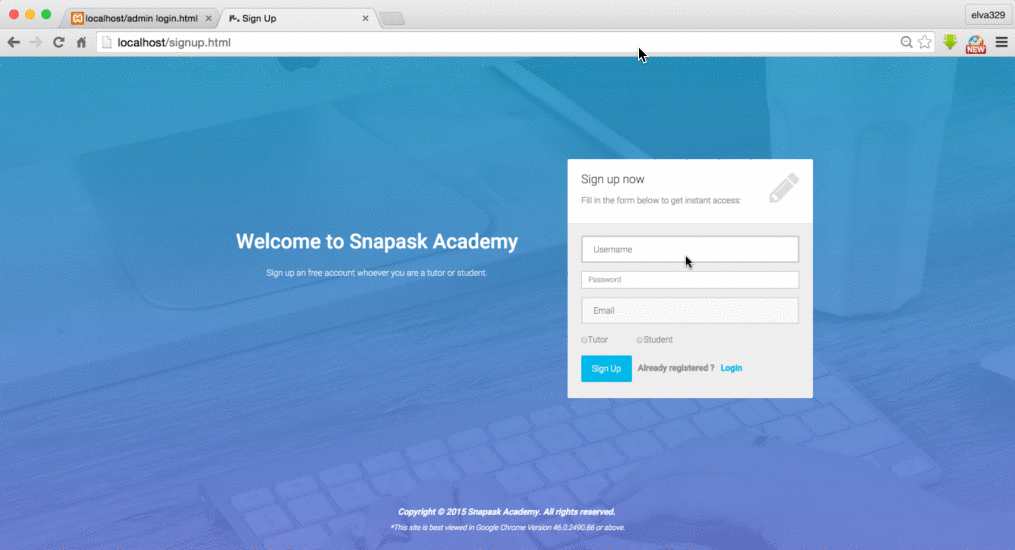 localhost/admin login.html
Sign Up
elva329
localhost/signup.html
NEW
Sign up now
Fill in the form below to get instant access:
Welcome to Snapask Academy
Sign up an free account whoever you are a tutor or student.
Username
Password
Email
Tutor
Student
Sign Up
Already registered ? Login
Copyright © 2015 Snapask Academy. All rights reserved.
*This site is best viewed in Google Chrome Version 46.0.2490.86 or above.